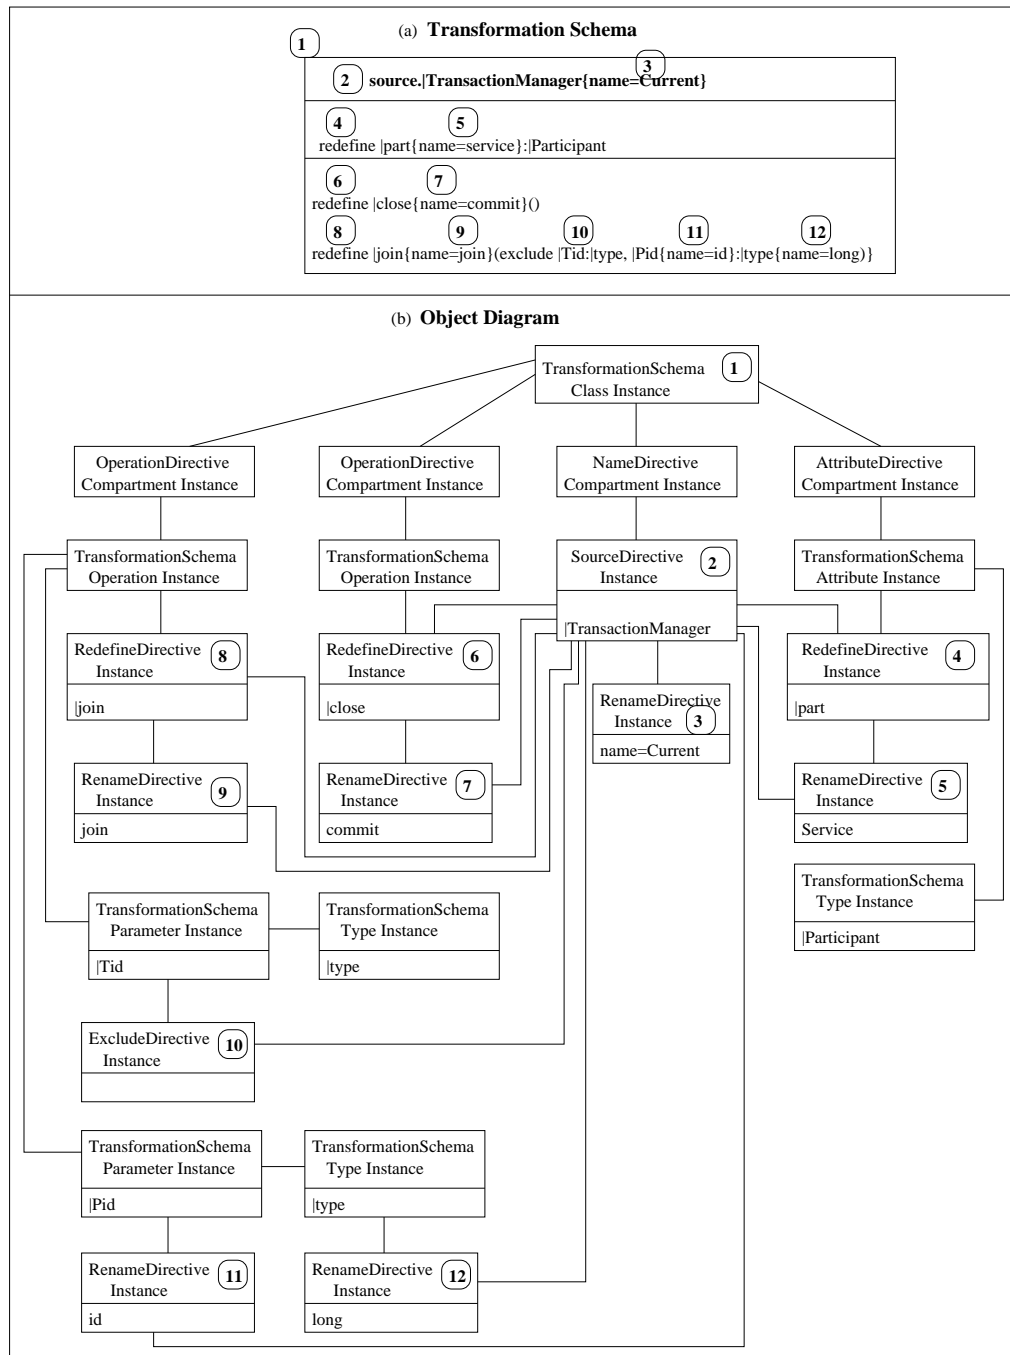 (a) Transformation Schema
1
2 source.|TransactionManager{name=Current} 3
4 5
redefine |part{name=service}:|Participant
6 7
redefine |close{name=commit}()
8 9 10 11 12
redefine |join{name=join}(exclude |Tid:|type, |Pid{name=id}:|type{name=long)}
(b) Object Diagram
TransformationSchema 1
Class Instance
OperationDirective
Compartment Instance
OperationDirective
Compartment Instance
NameDirective
Compartment Instance
AttributeDirective
Compartment Instance
TransformationSchema
Operation Instance
TransformationSchema
Operation Instance
SourceDirective 2
Instance
|TransactionManager
TransformationSchema
Attribute Instance
RedefineDirective 8
Instance
|join
RedefineDirective 6
Instance
|close
RenameDirective
Instance 3
name=Current
RedefineDirective 4
Instance
|part
RenameDirective 9
Instance
join
RenameDirective 7
Instance
commit
RenameDirective 5
Instance
Service
TransformationSchema
Parameter Instance
|Tid
TransformationSchema
Type Instance
|type
TransformationSchema
Type Instance
|Participant
ExcludeDirective 10
Instance
TransformationSchema
Parameter Instance
|Pid
TransformationSchema
Type Instance
|type
RenameDirective 11
Instance
id
RenameDirective 12
Instance
long